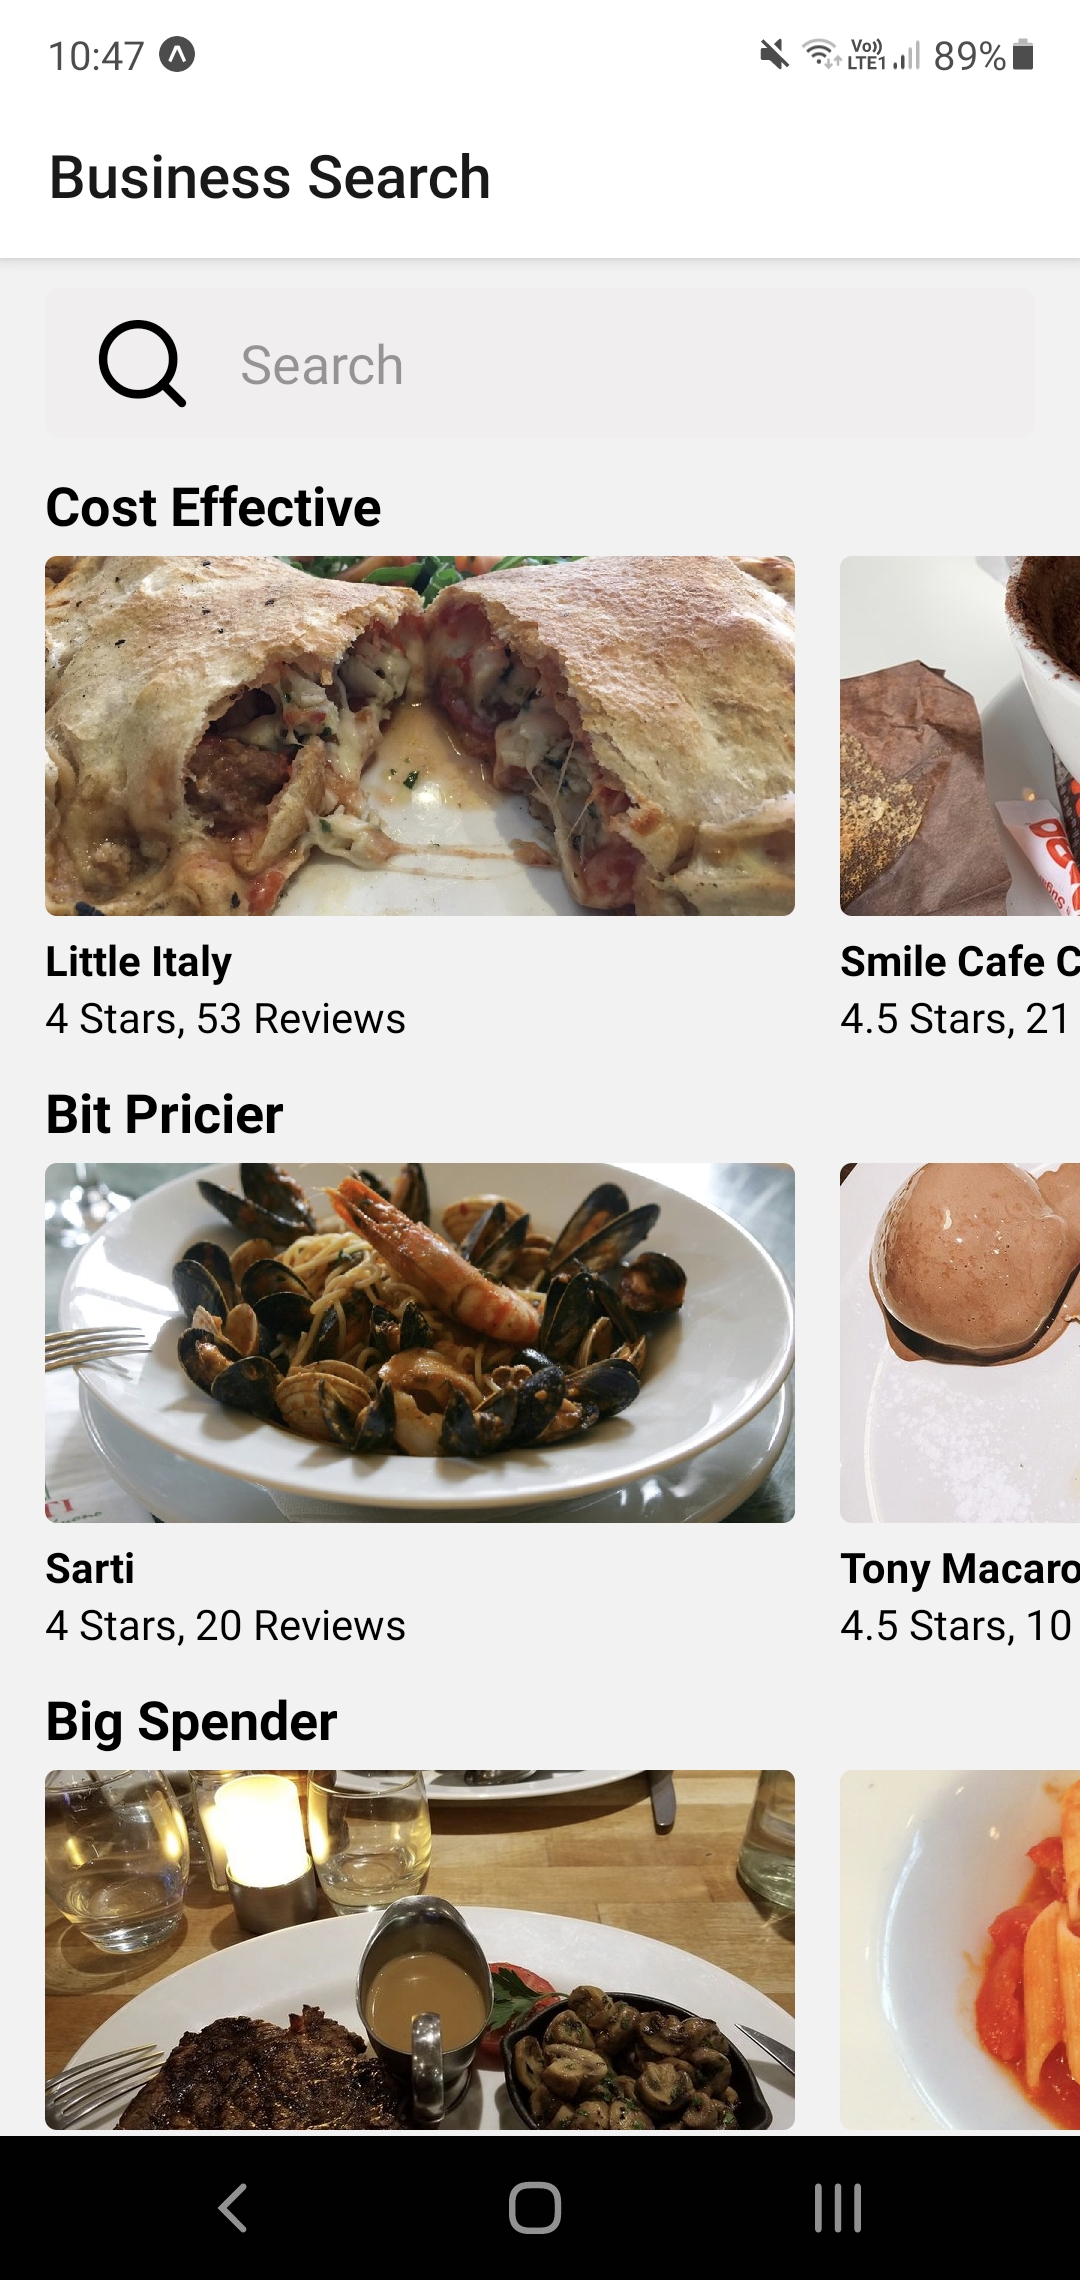 10:47
Vo))
LTE1
89%
Business Search
Search
Cost Effective
Little Italy
4 Stars, 53 Reviews
Smile Cafe C
4.5 Stars, 21
Bit Pricier
Sarti
4 Stars, 20 Reviews
Tony Macaro
4.5 Stars, 10
Big Spender